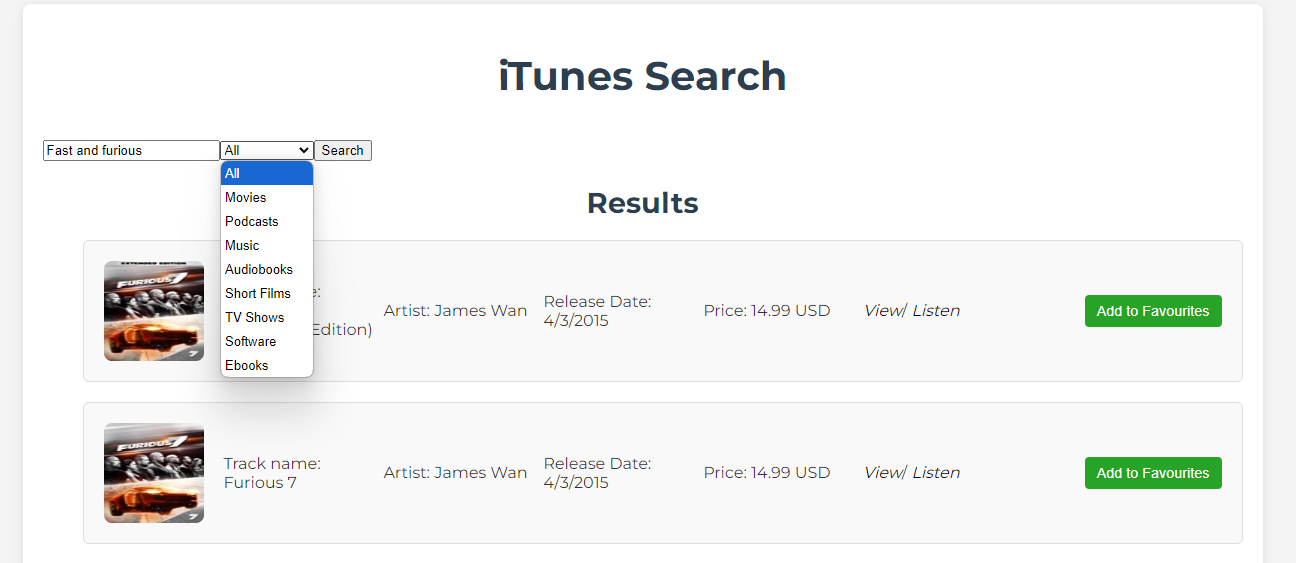 iTunes Search
Fast and furious
All
Search
All
Movies
Podcasts
Music
Audiobooks
Short Films
TV Shows
Software
Ebooks
Results
EXTENDED EDITION
FURIOUS 7
7
e:
Edition)
Artist: James Wan
Release Date:
4/3/2015
Price: 14.99 USD
View/ Listen
Add to Favourites
FURIOUS 7
7
Track name:
Furious 7
Artist: James Wan
Release Date:
4/3/2015
Price: 14.99 USD
View/ Listen
Add to Favourites